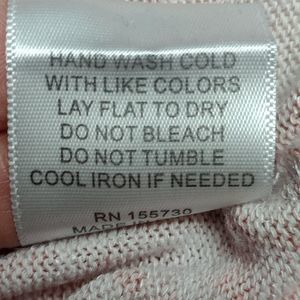 HAND WASH COLD
WITH LIKE COLORS
LAY FLAT TO DRY
DO NOT BLEACH
DO NOT TUMBLE
COOL IRON IF NEEDED
RN 155730
MADE